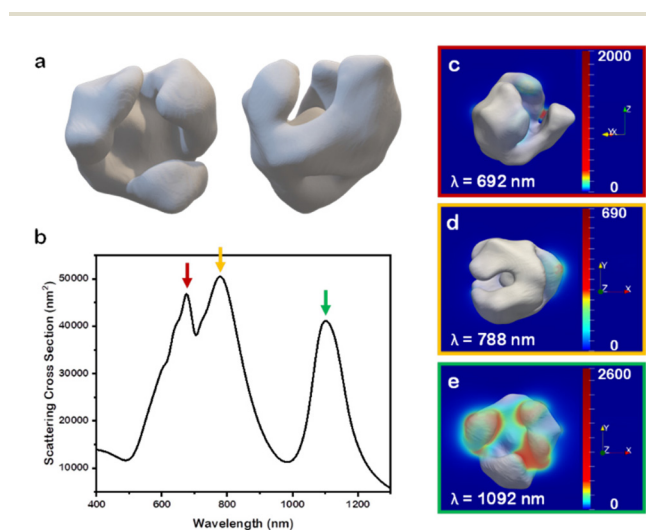 a
b
Scattering Cross Section (nm²)
50000
40000
30000
20000
10000
400
600
800
1000
1200
Wavelength (nm)
c
2000
0
Z
Yx
λ = 692 nm
d
690
0
Y
Z
X
λ = 788 nm
e
2600
0
Y
Z
X
λ = 1092 nm